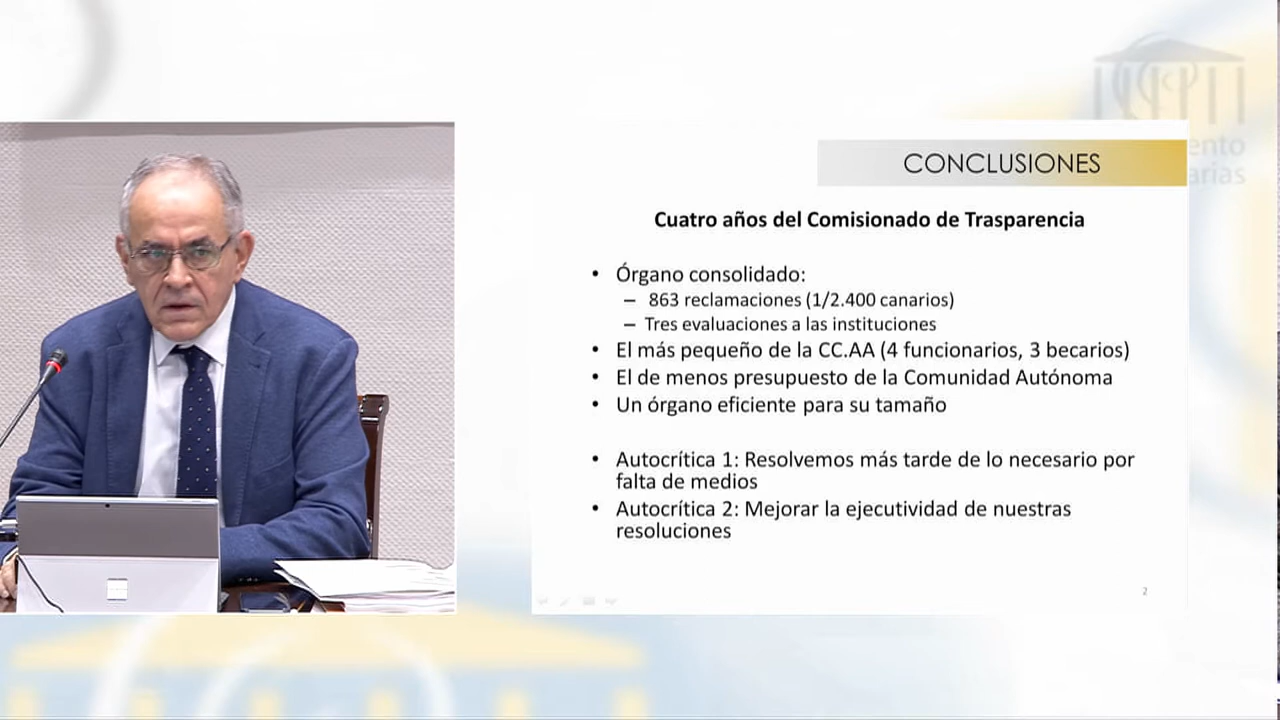 ento
arias
CONCLUSIONES
Cuatro años del Comisionado de Trasparencia
• Órgano consolidado:
– 863 reclamaciones (1/2.400 canarios)
– Tres evaluaciones a las instituciones
• El más pequeño de la CC.AA (4 funcionarios, 3 becarios)
• El de menos presupuesto de la Comunidad Autónoma
• Un órgano eficiente para su tamaño
• Autocrítica 1: Resolvemos más tarde de lo necesario por
falta de medios
• Autocrítica 2: Mejorar la ejecutividad de nuestras
resoluciones
2